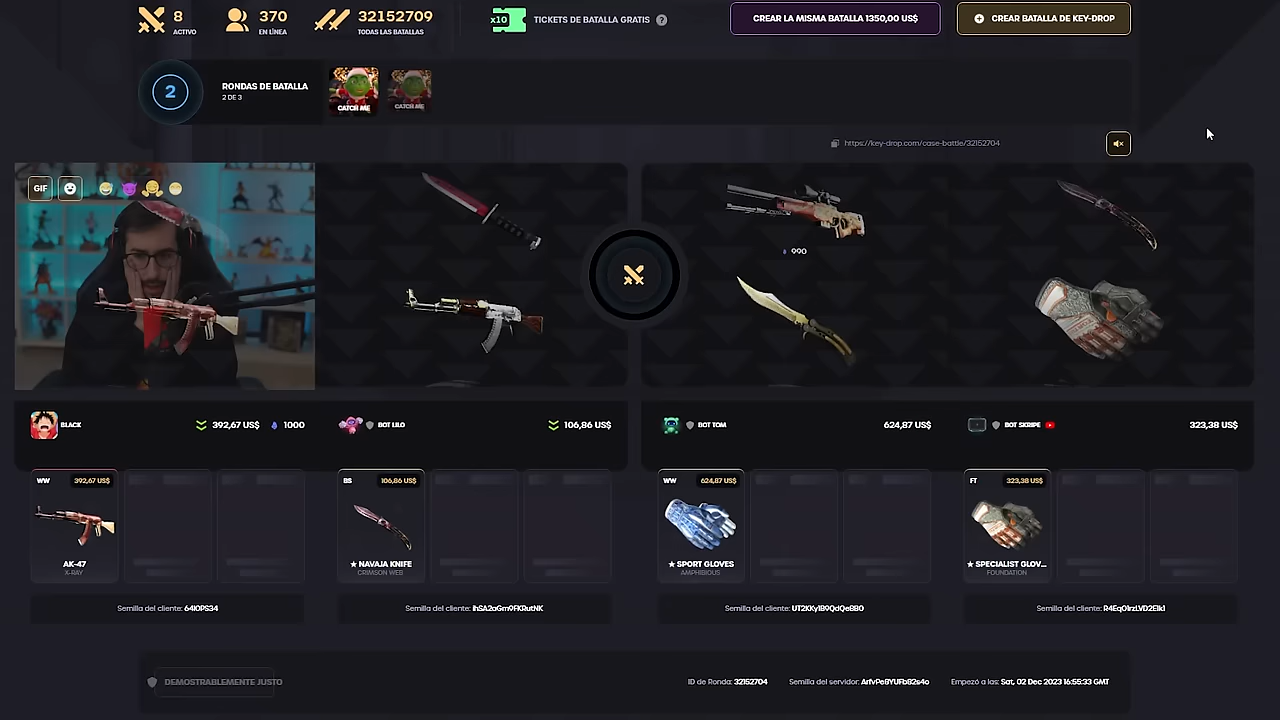 8
ACTIVO
370
EN LÍNEA
32152709
TODAS LAS BATALLAS
x10
TICKETS DE BATALLA GRATIS ?
CREAR LA MISMA BATALLA 1350,00 US$
CREAR BATALLA DE KEY-DROP
2
RONDAS DE BATALLA
2 DE 3
CATCH ME
CATCH ME
https://key-drop.com/case-battle/32152704
GIF
990
BLACK
392,67 US$
1000
BOT LILO
106,86 US$
BOT TOM
624,87 US$
BOT SKRIPE
323,38 US$
WW
392,67 US$
AK-47
X-RAY
BS
106,86 US$
★ NAVAJA KNIFE
CRIMSON WEB
WW
624,87 US$
★ SPORT GLOVES
AMPHIBIOUS
FT
323,38 US$
★ SPECIALIST GLOV...
FOUNDATION
Semilla del cliente: 64I0PS34
Semilla del cliente:
Semilla del cliente:
Semilla del cliente:
DEMOSTRABLEMENTE JUSTO
ID de Ronda: 32152704
Semilla del servidor:
Empezó a las: Sat, 02 Dec 2023 16:55:33 GMT